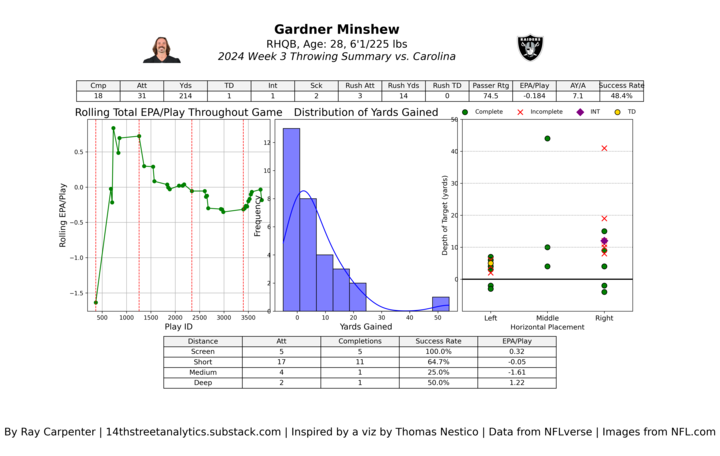 Gardner Minshew
RHQB, Age: 28, 6'1/225 lbs
2024 Week 3 Throwing Summary vs. Carolina
RAIDERS
Cmp Att Yds TD Int Sck Rush Att Rush Yds Rush TD Passer Rtg EPA/Play AY/A Success Rate
18 31 214 1 1 2 3 14 0 74.5 -0.184 7.1 48.4%
Rolling Total EPA/Play Throughout Game
Rolling EPA/Play
0.5
0.0
−0.5
−1.0
−1.5
500 1000 1500 2000 2500 3000 3500
Play ID
Distribution of Yards Gained
Frequency
12
10
8
6
4
2
0
0 10 20 30 40 50
Yards Gained
Complete Incomplete INT TD
Depth of Target (yards)
50
40
30
20
10
0
Left Middle Right
Horizontal Placement
Distance Att Completions Success Rate EPA/Play
Screen 5 5 100.0% 0.32
Short 17 11 64.7% -0.05
Medium 4 1 25.0% -1.61
Deep 2 1 50.0% 1.22
By Ray Carpenter | 14thstreetanalytics.substack.com | Inspired by a viz by Thomas Nestico | Data from NFLverse | Images from NFL.com